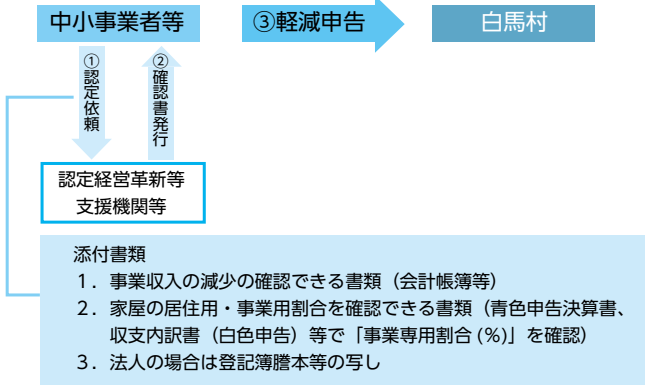 中小事業者等
③軽減申告
白馬村
①認定依頼
②確認書発行
認定経営革新等
支援機関等
添付書類
1．事業収入の減少の確認できる書類（会計帳簿等）
2．家屋の居住用・事業用割合を確認できる書類（青色申告決算書、
収支内訳書（白色申告）等で「事業専用割合 (%)」を確認）
3．法人の場合は登記簿謄本等の写し